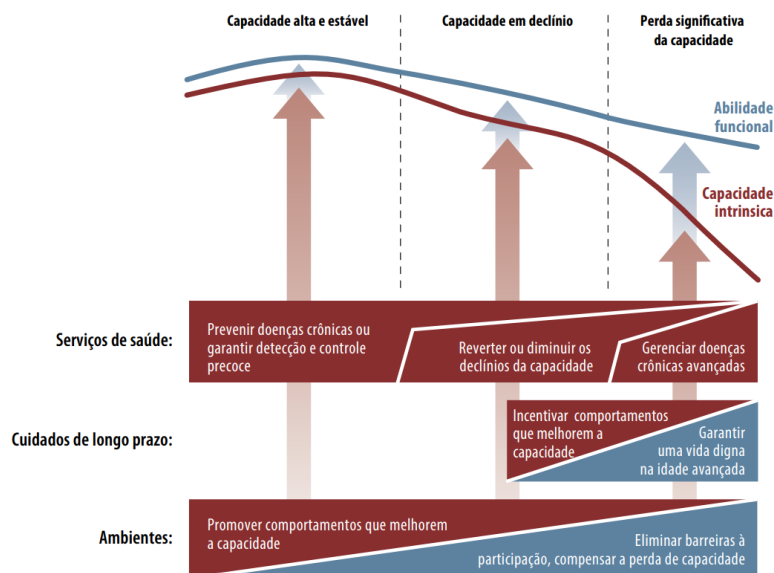 Capacidade alta e estável
Capacidade em declínio
Perda significativa
da capacidade
Abilidade
funcional
Capacidade
intrinsica
Serviços de saúde:
Prevenir doenças crônicas ou
garantir detecção e controle
precoce
Reverter ou diminuir os
declínios da capacidade
Gerenciar doenças
crônicas avançadas
Cuidados de longo prazo:
Incentivar comportamentos
que melhorem a
capacidade
Garantir
uma vida digna
na idade avançada
Ambientes:
Promover comportamentos que melhorem
a capacidade
Eliminar barreiras à
participação, compensar a perda de capacidade